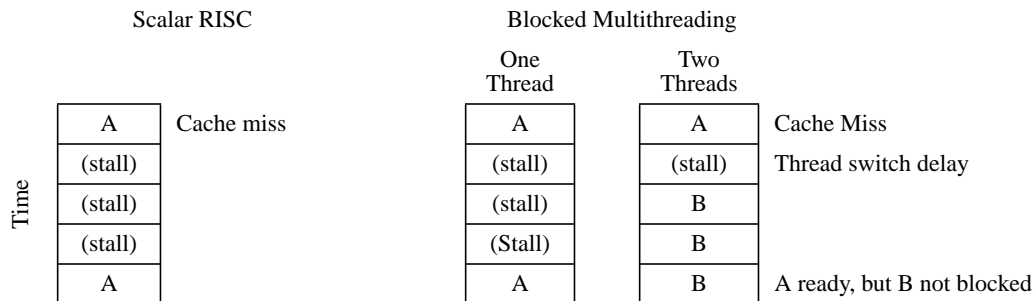 Scalar RISC
Blocked Multithreading
One
Thread
Two
Threads
Time
A
Cache miss
(stall)
(stall)
(stall)
A
A
(stall)
(stall)
(Stall)
A
A
Cache Miss
(stall)
Thread switch delay
B
B
B
A ready, but B not blocked